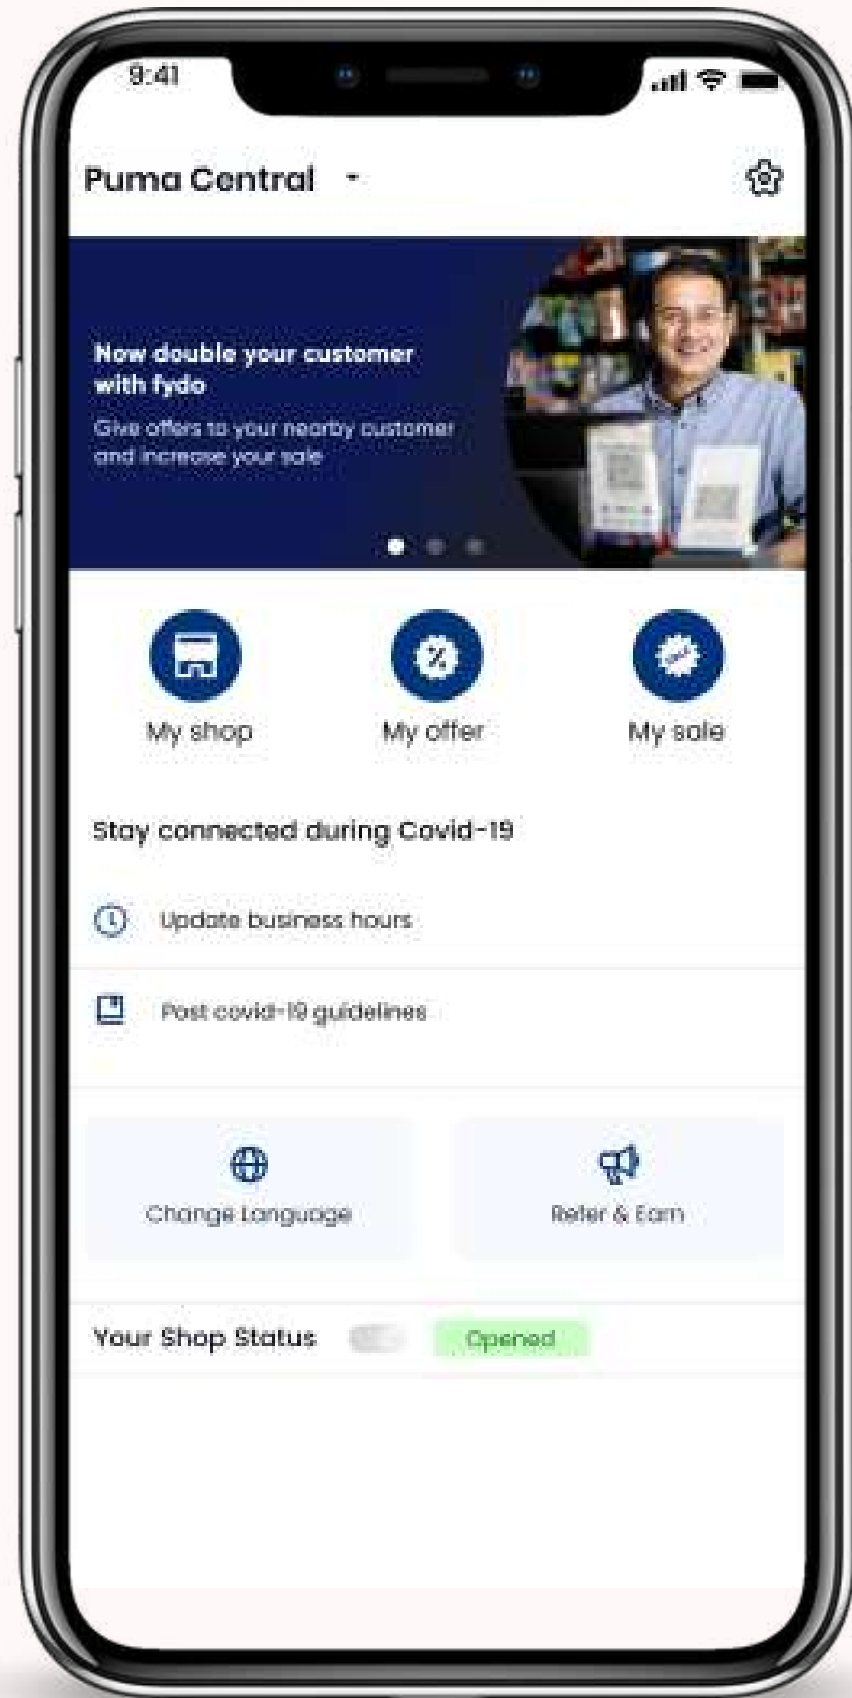 9:41
Puma Central
Now double your customer
with fydo
Give offers to your nearby customer
and increase your sale
My shop
My offer
My sale
Stay connected during Covid-19
Update business hours
Post covid-19 guidelines
Change Language
Refer & Earn
Your Shop Status
Opened